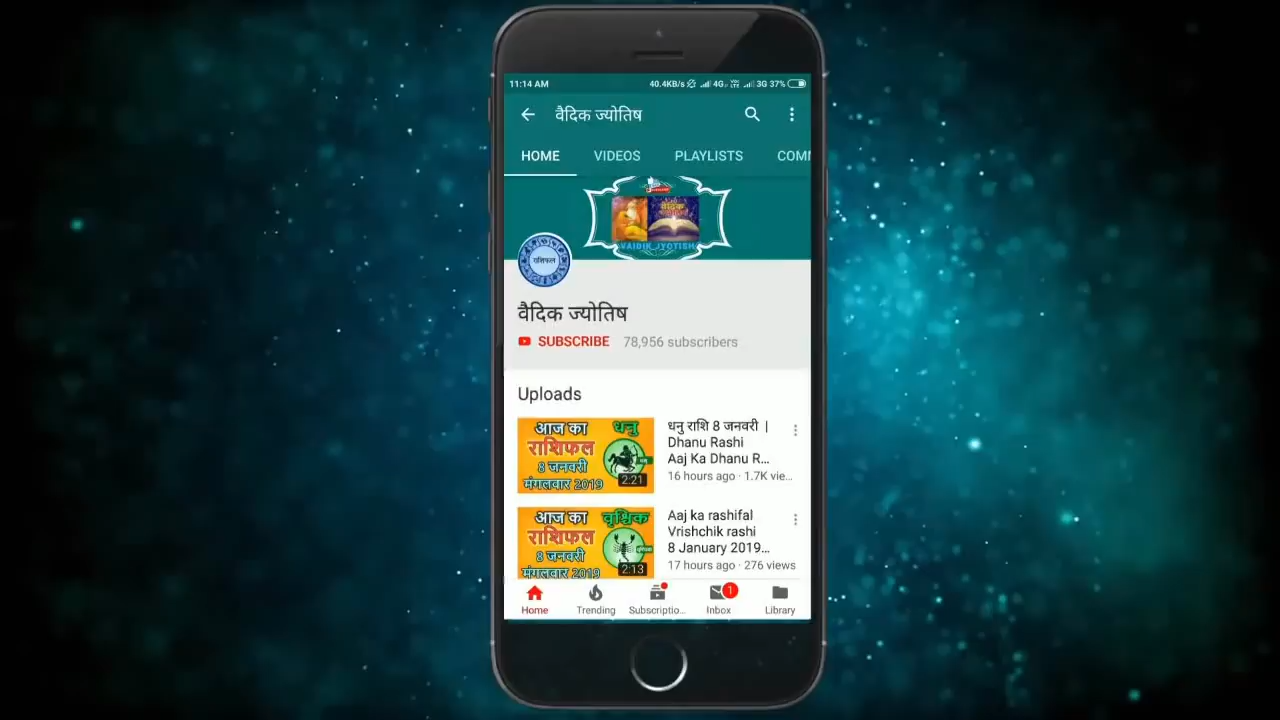 11:14 AM 40.4KB/s 4G 3G 37%
वैदिक ज्योतिष
HOME VIDEOS PLAYLISTS COMM
वैदिक
VAIDIK JYOTISH
राशिफल
वैदिक ज्योतिष
SUBSCRIBE 78,956 subscribers
Uploads
आज का धनु
राशिफल
8 जनवरी
मंगलवार 2019
2:21
धनु राशि 8 जनवरी |
Dhanu Rashi
Aaj Ka Dhanu R...
16 hours ago · 1.7K vie...
आज का वृश्चिक
राशिफल
8 जनवरी
मंगलवार 2019
2:13
Aaj ka rashifal
Vrishchik rashi
8 January 2019...
17 hours ago · 276 views
Home Trending Subscriptio... Inbox Library
1